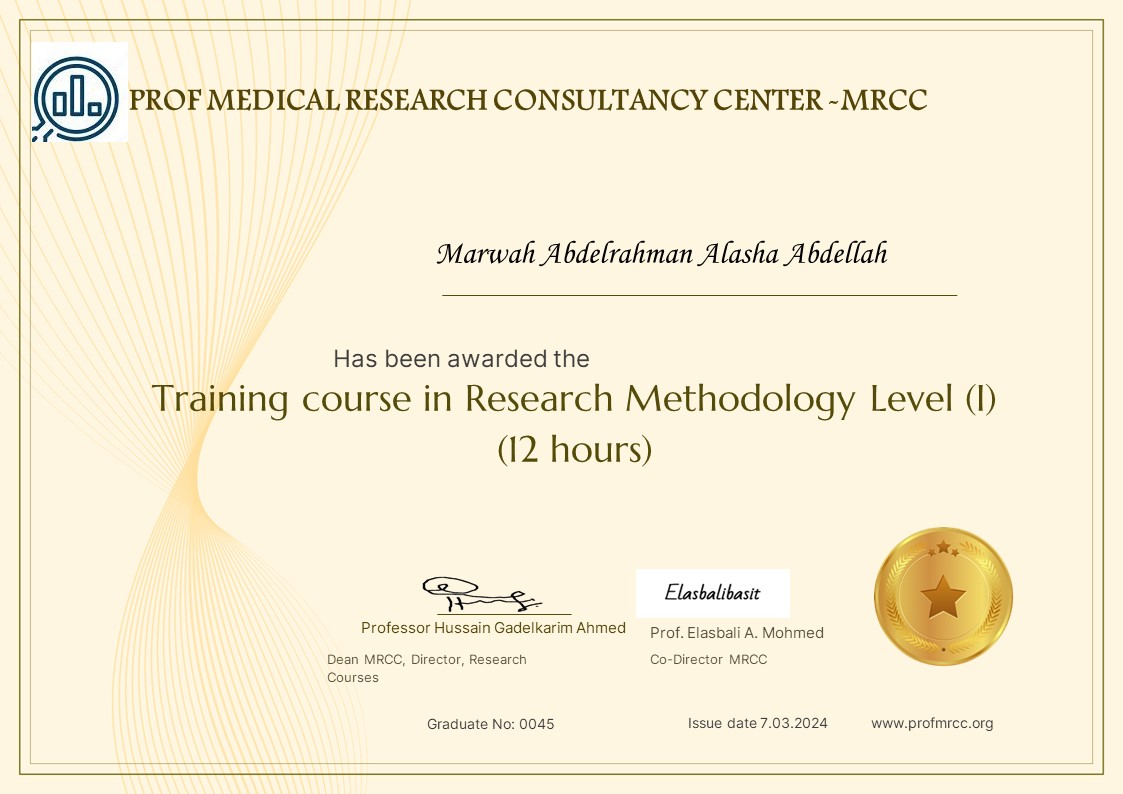 PROF MEDICAL RESEARCH CONSULTANCY CENTER ~MRCC
Marwah Abdelrahman Alasha Abdellah
Has been awarded the
Training course in Research Methodology Level (I)
(12 hours)
Elasbalibasit
Professor Hussain Gadelkarim Ahmed
Prof. Elasbali A. Mohmed
Dean MRCC, Director, Research
Courses
Co-Director MRCC
Graduate No: 0045
Issue date 7.03.2024
www.profmrcc.org